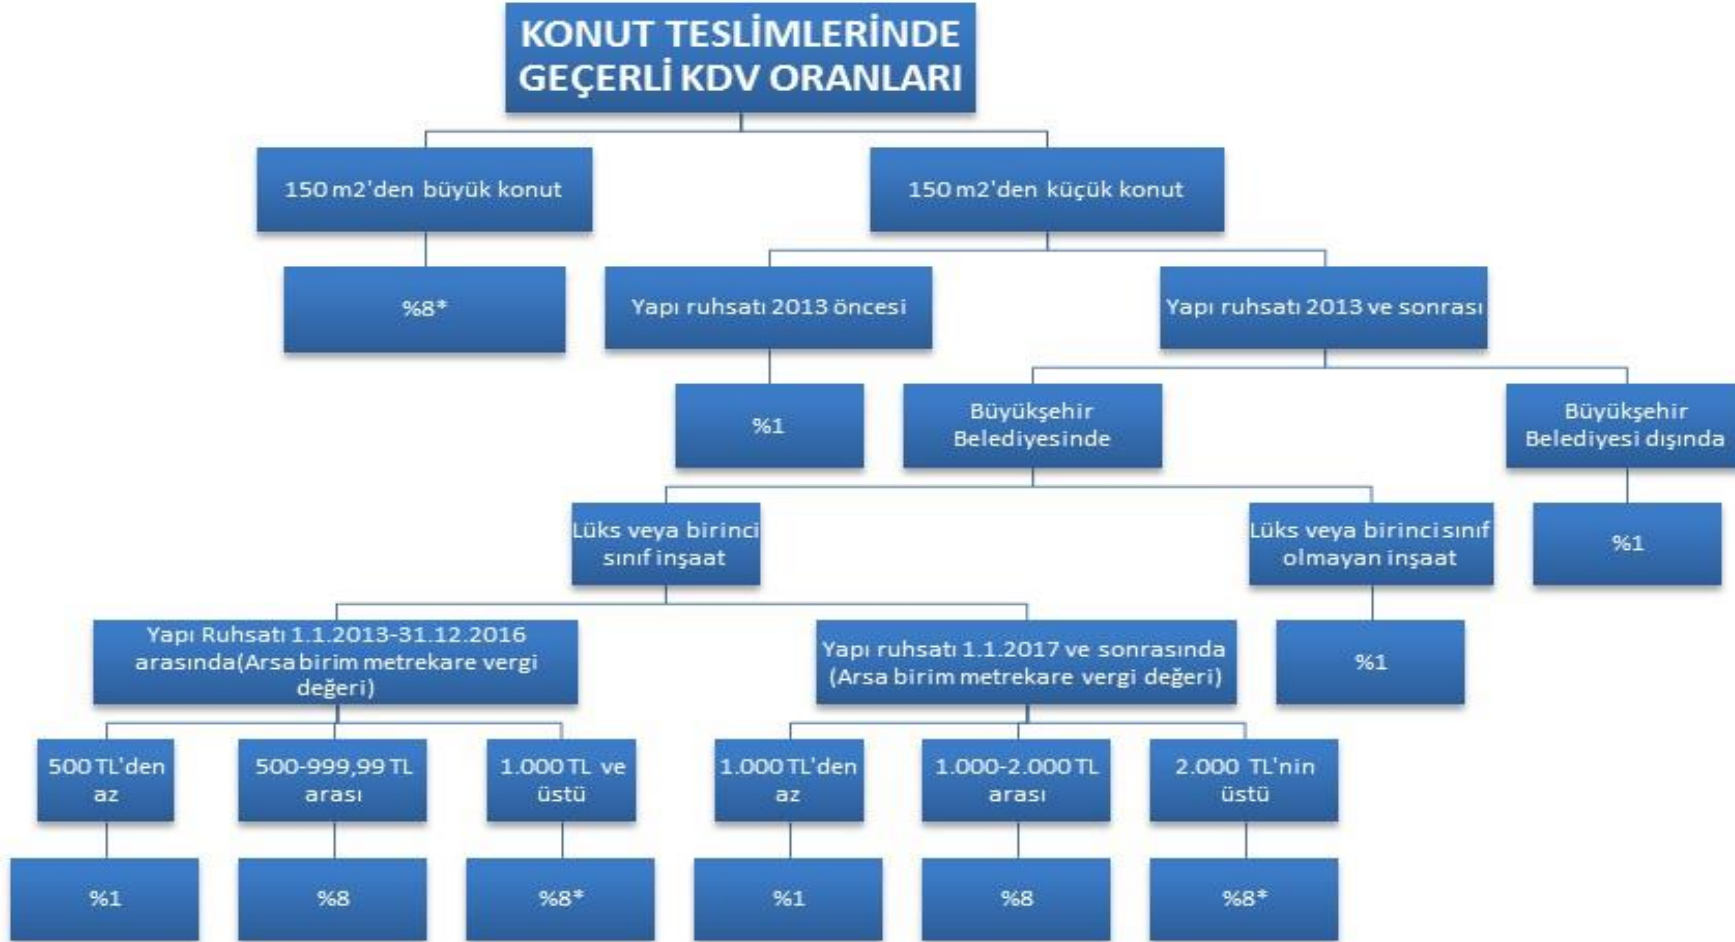 KONUT TESLİMLERİNDE
GEÇERLİ KDV ORANLARI
150 m2'den büyük konut
150 m2'den küçük konut
%8*
Yapı ruhsatı 2013 öncesi
Yapı ruhsatı 2013 ve sonrası
%1
Büyükşehir
Belediyesinde
Büyükşehir
Belediyesi dışında
Lüks veya birinci
sınıf inşaat
Lüks veya birinci sınıf
olmayan inşaat
%1
Yapı Ruhsatı 1.1.2013-31.12.2016
arasında(Arsa birim metrekare vergi
değeri)
Yapı ruhsatı 1.1.2017 ve sonrasında
(Arsa birim metrekare vergi değeri)
%1
500 TL'den
az
500-999,99 TL
arası
1.000 TL ve
üstü
1.000 TL'den
az
1.000-2.000 TL
arası
2.000 TL'nin
üstü
%1
%8
%8*
%1
%8
%8*